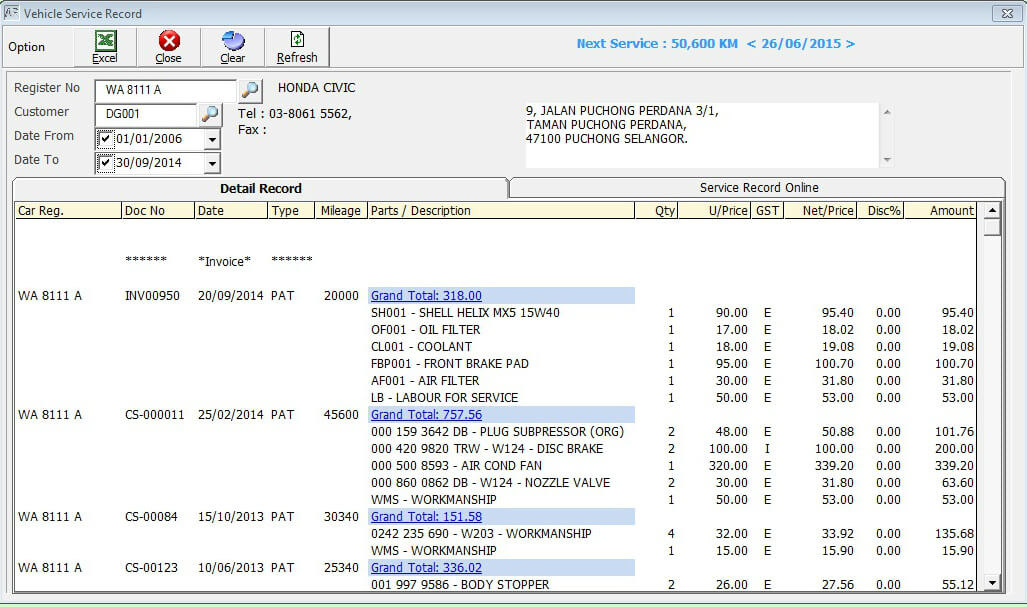 Vehicle Service Record
Option
Excel Close Clear Refresh
Next Service : 50,600 KM < 26/06/2015 >
Register No WA 8111 A HONDA CIVIC
Customer DG001 Tel : 03-8061 5562,
Fax :
Date From 01/01/2006
Date To 30/09/2014
9, JALAN PUCHONG PERDANA 3/1,
TAMAN PUCHONG PERDANA,
47100 PUCHONG SELANGOR.
Detail Record Service Record Online
Car Reg. Doc No Date Type Mileage Parts / Description Qty U/Price GST Net/Price Disc% Amount
****** *Invoice* ******
WA 8111 A INV00950 20/09/2014 PAT 20000 Grand Total: 318.00
SH001 - SHELL HELIX MX5 15W40 1 90.00 E 95.40 0.00 95.40
OF001 - OIL FILTER 1 17.00 E 18.02 0.00 18.02
CL001 - COOLANT 1 18.00 E 19.08 0.00 19.08
FBP001 - FRONT BRAKE PAD 1 95.00 E 100.70 0.00 100.70
AF001 - AIR FILTER 1 30.00 E 31.80 0.00 31.80
LB - LABOUR FOR SERVICE 1 50.00 E 53.00 0.00 53.00
WA 8111 A CS-000011 25/02/2014 PAT 45600 Grand Total: 757.56
000 159 3642 DB - PLUG SUBPRESSOR (ORG) 2 48.00 E 50.88 0.00 101.76
000 420 9820 TRW - W124 - DISC BRAKE 2 100.00 I 100.00 0.00 200.00
000 500 8593 - AIR COND FAN 1 320.00 E 339.20 0.00 339.20
000 860 0862 DB - W124 - NOZZLE VALVE 2 30.00 E 31.80 0.00 63.60
WMS - WORKMANSHIP 1 50.00 E 53.00 0.00 53.00
WA 8111 A CS-00084 15/10/2013 PAT 30340 Grand Total: 151.58
0242 235 690 - W203 - WORKMANSHIP 4 32.00 E 33.92 0.00 135.68
WMS - WORKMANSHIP 1 15.00 E 15.90 0.00 15.90
WA 8111 A CS-00123 10/06/2013 PAT 25340 Grand Total: 336.02
001 997 9586 - BODY STOPPER 2 26.00 E 27.56 0.00 55.12